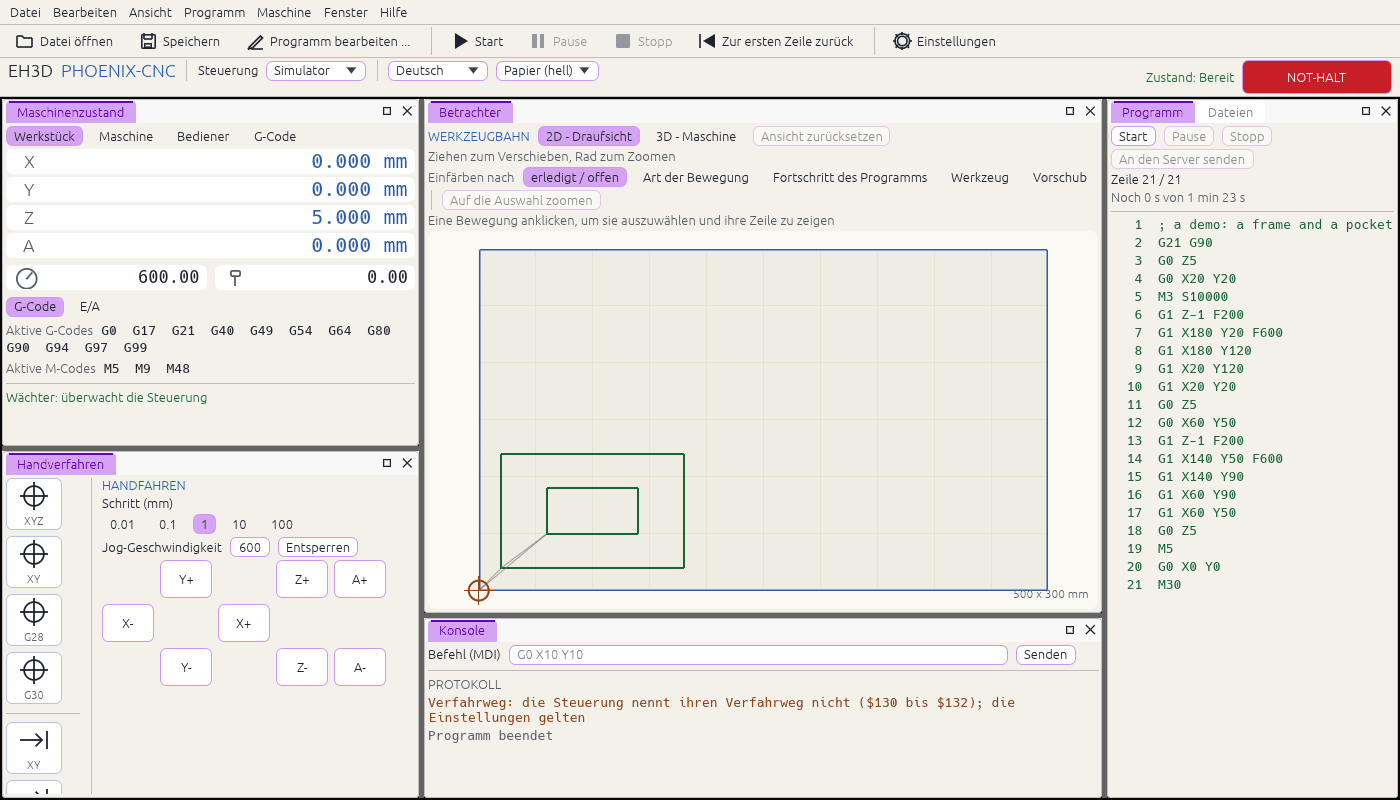 Datei Bearbeiten Ansicht Programm Maschine Fenster Hilfe
Datei öffnen Speichern Programm bearbeiten ... Start Pause Stopp Zur ersten Zeile zurück Einstellungen
EH3D PHOENIX-CNC Steuerung Simulator Deutsch Papier (hell) Zustand: Bereit NOT-HALT
Maschinenzustand
Werkstück Maschine Bediener G-Code
X 0.000 mm
Y 0.000 mm
Z 5.000 mm
A 0.000 mm
600.00 0.00
G-Code E/A
Aktive G-Codes G0 G17 G21 G40 G49 G54 G64 G80
G90 G94 G97 G99
Aktive M-Codes M5 M9 M48
Wächter: überwacht die Steuerung
Handverfahren
XYZ
XY
G28
G30
XY
HANDFAHREN
Schritt (mm)
0.01 0.1 1 10 100
Jog-Geschwindigkeit 600 Entsperren
Y+ Z+ A+
X- X+
Y- Z- A-
Betrachter
WERKZEUGBAHN 2D - Draufsicht 3D - Maschine Ansicht zurücksetzen
Ziehen zum Verschieben, Rad zum Zoomen
Einfärben nach erledigt / offen Art der Bewegung Fortschritt des Programms Werkzeug Vorschub
Auf die Auswahl zoomen
Eine Bewegung anklicken, um sie auszuwählen und ihre Zeile zu zeigen
500 x 300 mm
Konsole
Befehl (MDI) G0 X10 Y10 Senden
PROTOKOLL
Verfahrweg: die Steuerung nennt ihren Verfahrweg nicht ($130 bis $132); die
Einstellungen gelten
Programm beendet
Programm Dateien
Start Pause Stopp
An den Server senden
Zeile 21 / 21
Noch 0 s von 1 min 23 s
1 ; a demo: a frame and a pocket
2 G21 G90
3 G0 Z5
4 G0 X20 Y20
5 M3 S10000
6 G1 Z-1 F200
7 G1 X180 Y20 F600
8 G1 X180 Y120
9 G1 X20 Y120
10 G1 X20 Y20
11 G0 Z5
12 G0 X60 Y50
13 G1 Z-1 F200
14 G1 X140 Y50 F600
15 G1 X140 Y90
16 G1 X60 Y90
17 G1 X60 Y50
18 G0 Z5
19 M5
20 G0 X0 Y0
21 M30